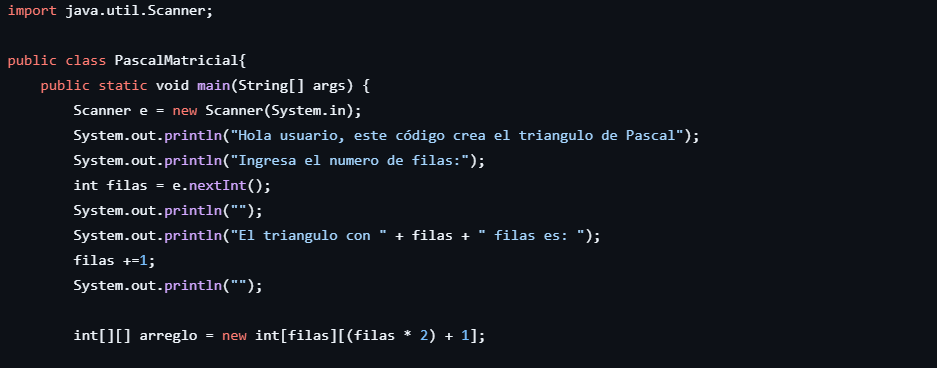 import java.util.Scanner;
public class PascalMatricial{
public static void main(String[] args) {
Scanner e = new Scanner(System.in);
System.out.println("Hola usuario, este código crea el triangulo de Pascal");
System.out.println("Ingresa el numero de filas:");
int filas = e.nextInt();
System.out.println("");
System.out.println("El triangulo con " + filas + " filas es: ");
filas +=1;
System.out.println("");
int[][] arreglo = new int[filas][(filas * 2) + 1];